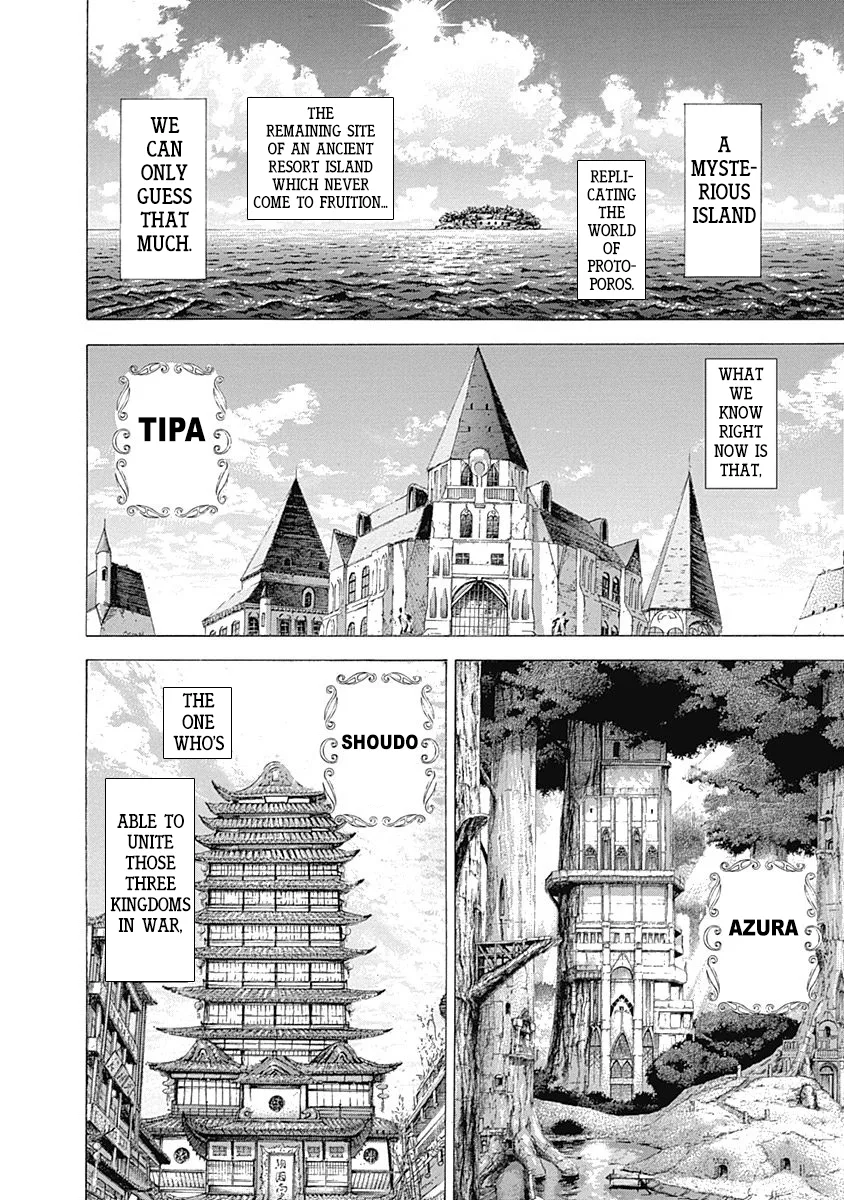 A
MYSTE-
RIOUS
ISLAND
REPLI-
CATING
THE
WORLD
OF
PROTO-
POROS.
THE
REMAINING SITE
OF AN ANCIENT
RESORT ISLAND
WHICH NEVER
COME TO FRUITION...
WE
CAN
ONLY
GUESS
THAT
MUCH.
WHAT
WE
KNOW
RIGHT
NOW IS
THAT,
TIPA
AZURA
SHOUDO
THE
ONE
WHO'S
ABLE TO
UNITE
THOSE
THREE
KINGDOMS
IN WAR,